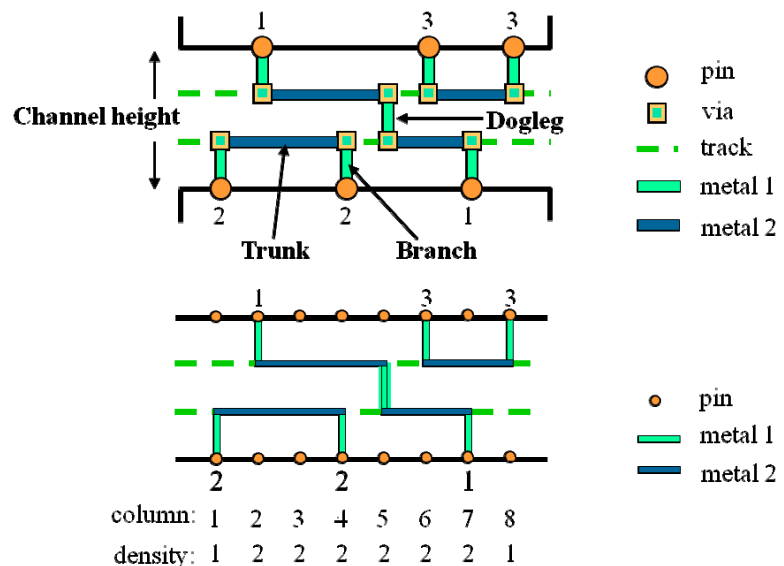 1 3 3
pin
via
Channel height
Dogleg
track
metal 1
metal 2
2 2 1
Trunk Branch
1 3 3
pin
metal 1
metal 2
2 2 1
column: 1 2 3 4 5 6 7 8
density: 1 2 2 2 2 2 2 1